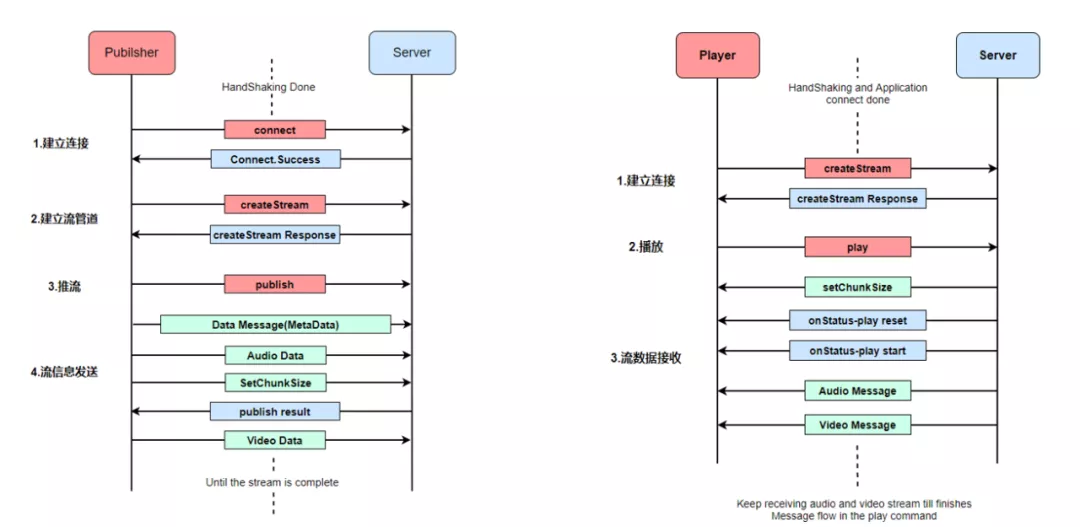 Pubilsher
Server
HandShaking Done
connect
1.建立连接
Connect.Success
createStream
2.建立流管道
createStream Response
3.推流
publish
Data Message(MetaData)
Audio Data
4.流信息发送
SetChunkSize
publish result
Video Data
Until the stream is complete
Player
Server
HandShaking and Application
connect done
createStream
1.建立连接
createStream Response
2.播放
play
setChunkSize
onStatus-play reset
3.流数据接收
onStatus-play start
Audio Message
Video Message
Keep receiving audio and video stream till finishes
Message flow in the play command